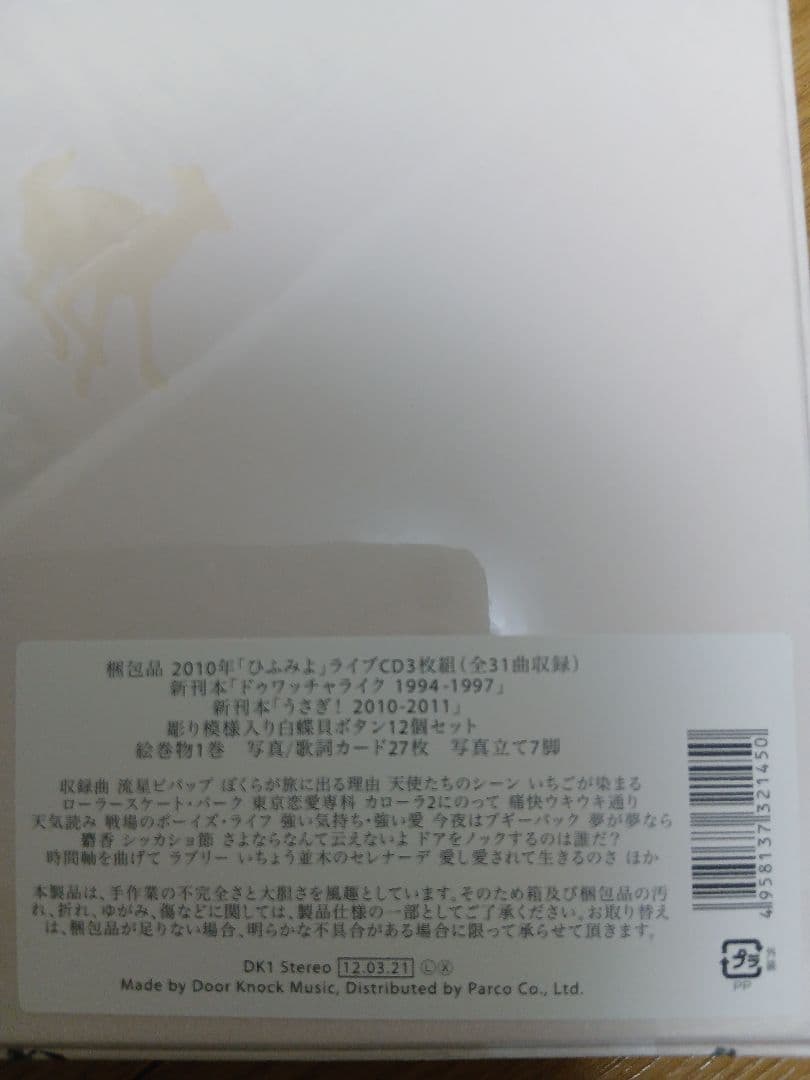 梱包品 2010年「ひふみよ」ライブCD3枚組(全31曲収録)
新刊本「ドゥワッチャライク 1994-1997」
新刊本「うさぎ! 2010-2011」
彫り模様入り白蝶貝ボタン12個セット
絵巻物1巻 写真/歌詞カード27枚 写真立て7脚
収録曲 流星ビバップ ぼくらが旅に出る理由 天使たちのシーン いちごが染まる
ローラースケート・パーク 東京恋愛専科 カローラ2にのって 痛快ウキウキ通り
天気読み 戦場のボーイズ・ライフ 強い気持ち・強い愛 今夜はブギーバック 夢が夢なら
麝香 シッカショ節 さよならなんて云えないよ ドアをノックするのは誰だ?
時間軸を曲げて ラブリー いちょう並木のセレナーデ 愛し愛されて生きるのさ ほか
本製品は、手作業の不完全さと大胆さを風趣としています。そのため箱及び梱包品の汚
れ、折れ、ゆがみ、傷などに関しては、製品仕様の一部としてご了承ください。お取り替え
は、梱包品が足りない場合、明らかな不具合がある場合に限って承らせて頂きます。
DK1 Stereo 12.03.21 Ⓛ Ⓧ
Made by Door Knock Music, Distributed by Parco Co., Ltd.
4958137321450
プラ
外装
PP